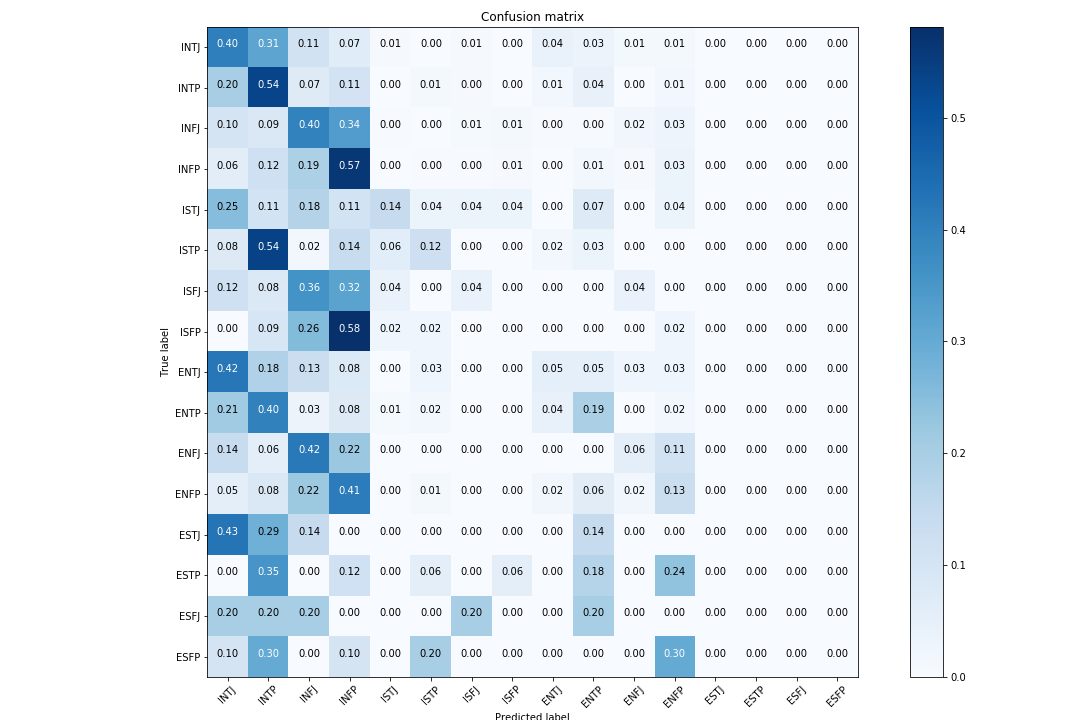 Confusion matrix
INTJ 0.40 0.31 0.11 0.07 0.01 0.00 0.01 0.00 0.04 0.03 0.01 0.01 0.00 0.00 0.00 0.00
INTP 0.20 0.54 0.07 0.11 0.00 0.01 0.00 0.00 0.01 0.04 0.00 0.01 0.00 0.00 0.00 0.00
0.5
INFJ 0.10 0.09 0.40 0.34 0.00 0.00 0.01 0.01 0.00 0.00 0.02 0.03 0.00 0.00 0.00 0.00
INFP 0.06 0.12 0.19 0.57 0.00 0.00 0.00 0.01 0.00 0.01 0.01 0.03 0.00 0.00 0.00 0.00
ISTJ 0.25 0.11 0.18 0.11 0.14 0.04 0.04 0.04 0.00 0.07 0.00 0.04 0.00 0.00 0.00 0.00
0.4
ISTP 0.08 0.54 0.02 0.14 0.06 0.12 0.00 0.00 0.02 0.03 0.00 0.00 0.00 0.00 0.00 0.00
ISFJ 0.12 0.08 0.36 0.32 0.04 0.00 0.04 0.00 0.00 0.00 0.04 0.00 0.00 0.00 0.00 0.00
True label
ISFP 0.00 0.09 0.26 0.58 0.02 0.02 0.00 0.00 0.00 0.00 0.00 0.02 0.00 0.00 0.00 0.00
0.3
ENTJ 0.42 0.18 0.13 0.08 0.00 0.03 0.00 0.00 0.05 0.05 0.03 0.03 0.00 0.00 0.00 0.00
ENTP 0.21 0.40 0.03 0.08 0.01 0.02 0.00 0.00 0.04 0.19 0.00 0.02 0.00 0.00 0.00 0.00
0.2
ENFJ 0.14 0.06 0.42 0.22 0.00 0.00 0.00 0.00 0.00 0.00 0.06 0.11 0.00 0.00 0.00 0.00
ENFP 0.05 0.08 0.22 0.41 0.00 0.01 0.00 0.00 0.02 0.06 0.02 0.13 0.00 0.00 0.00 0.00
ESTJ 0.43 0.29 0.14 0.00 0.00 0.00 0.00 0.00 0.00 0.14 0.00 0.00 0.00 0.00 0.00 0.00
0.1
ESTP 0.00 0.35 0.00 0.12 0.00 0.06 0.00 0.06 0.00 0.18 0.00 0.24 0.00 0.00 0.00 0.00
ESFJ 0.20 0.20 0.20 0.00 0.00 0.00 0.20 0.00 0.00 0.20 0.00 0.00 0.00 0.00 0.00 0.00
ESFP 0.10 0.30 0.00 0.10 0.00 0.20 0.00 0.00 0.00 0.00 0.00 0.30 0.00 0.00 0.00 0.00
0.0
INTJ INTP INFJ INFP ISTJ ISTP ISFJ ISFP ENTJ ENTP ENFJ ENFP ESTJ ESTP ESFJ ESFP
Predicted label